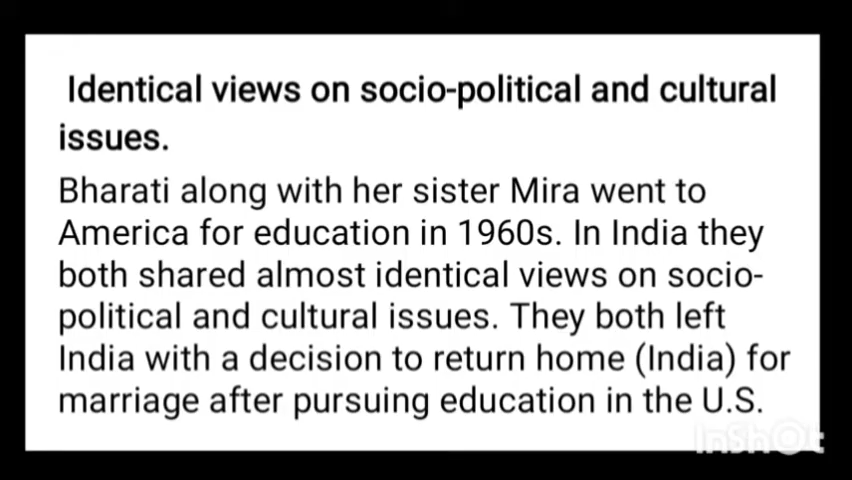 Identical views on socio-political and cultural
issues.
Bharati along with her sister Mira went to
America for education in 1960s. In India they
both shared almost identical views on socio-
political and cultural issues. They both left
India with a decision to return home (India) for
marriage after pursuing education in the U.S.
InShOt